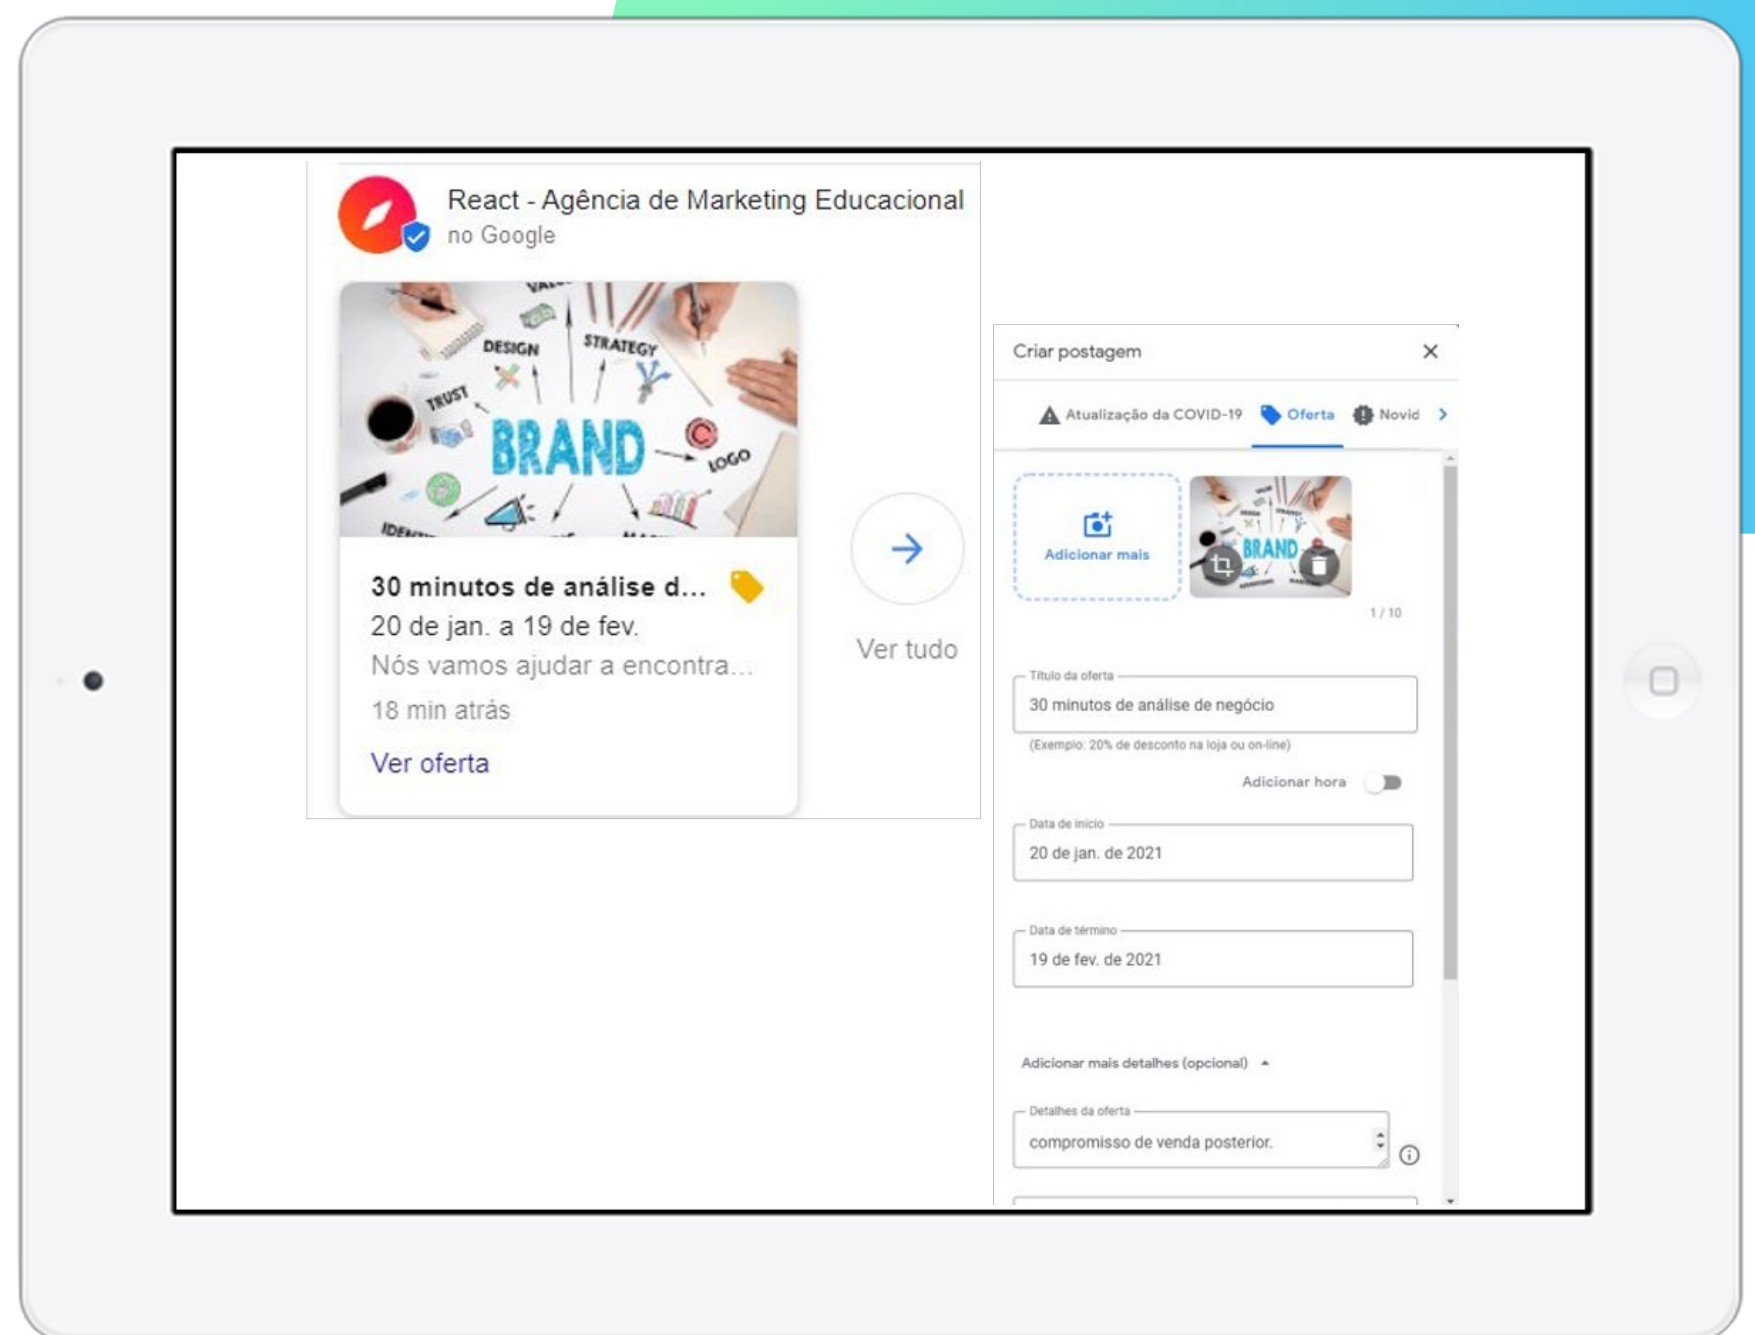 React - Agência de Marketing Educacional
no Google
DESIGN
STRATEGY
TRUST
BRAND
LOGO
30 minutos de análise d...
20 de jan. a 19 de fev.
Nós vamos ajudar a encontra...
18 min atrás
Ver oferta
Ver tudo
Criar postagem
Atualização da COVID-19 Oferta Novid
Adicionar mais
BRAND
1 / 10
Título da oferta
30 minutos de análise de negócio
(Exemplo: 20% de desconto na loja ou on-line)
Adicionar hora
Data de início
20 de jan. de 2021
Data de término
19 de fev. de 2021
Adicionar mais detalhes (opcional)
Detalhes da oferta
compromisso de venda posterior.